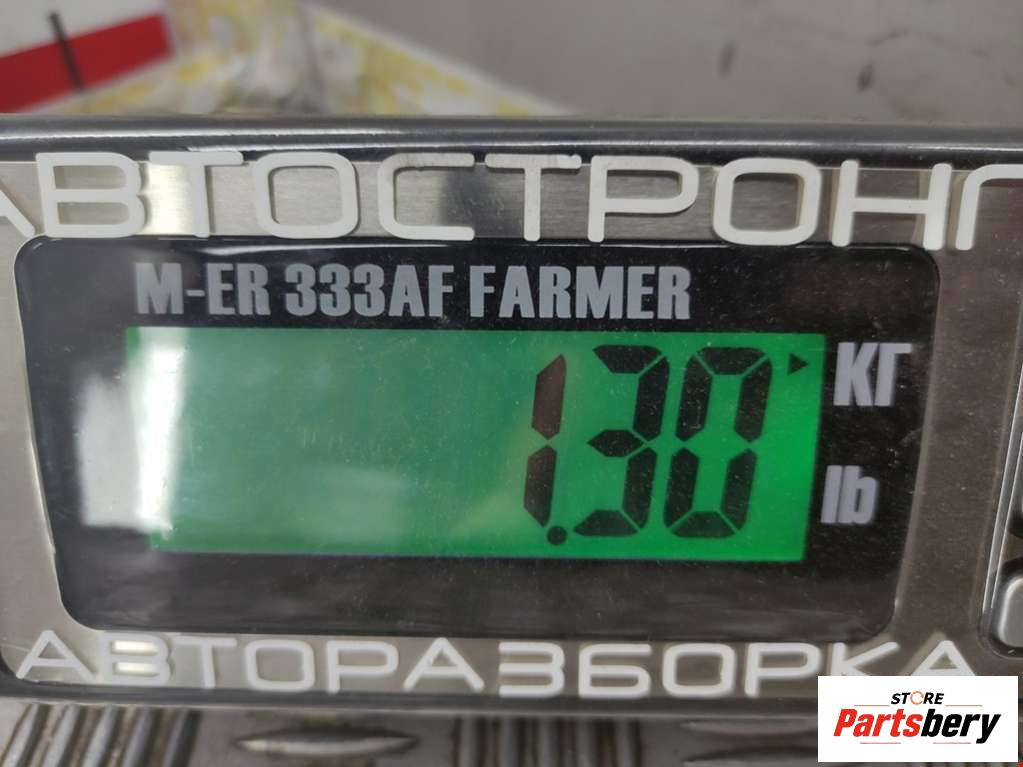 АВТОСТРОНГ
M-ER 333AF FARMER
1.30
КГ
lb
АВТОРАЗБОРКА
STORE
Partsbery